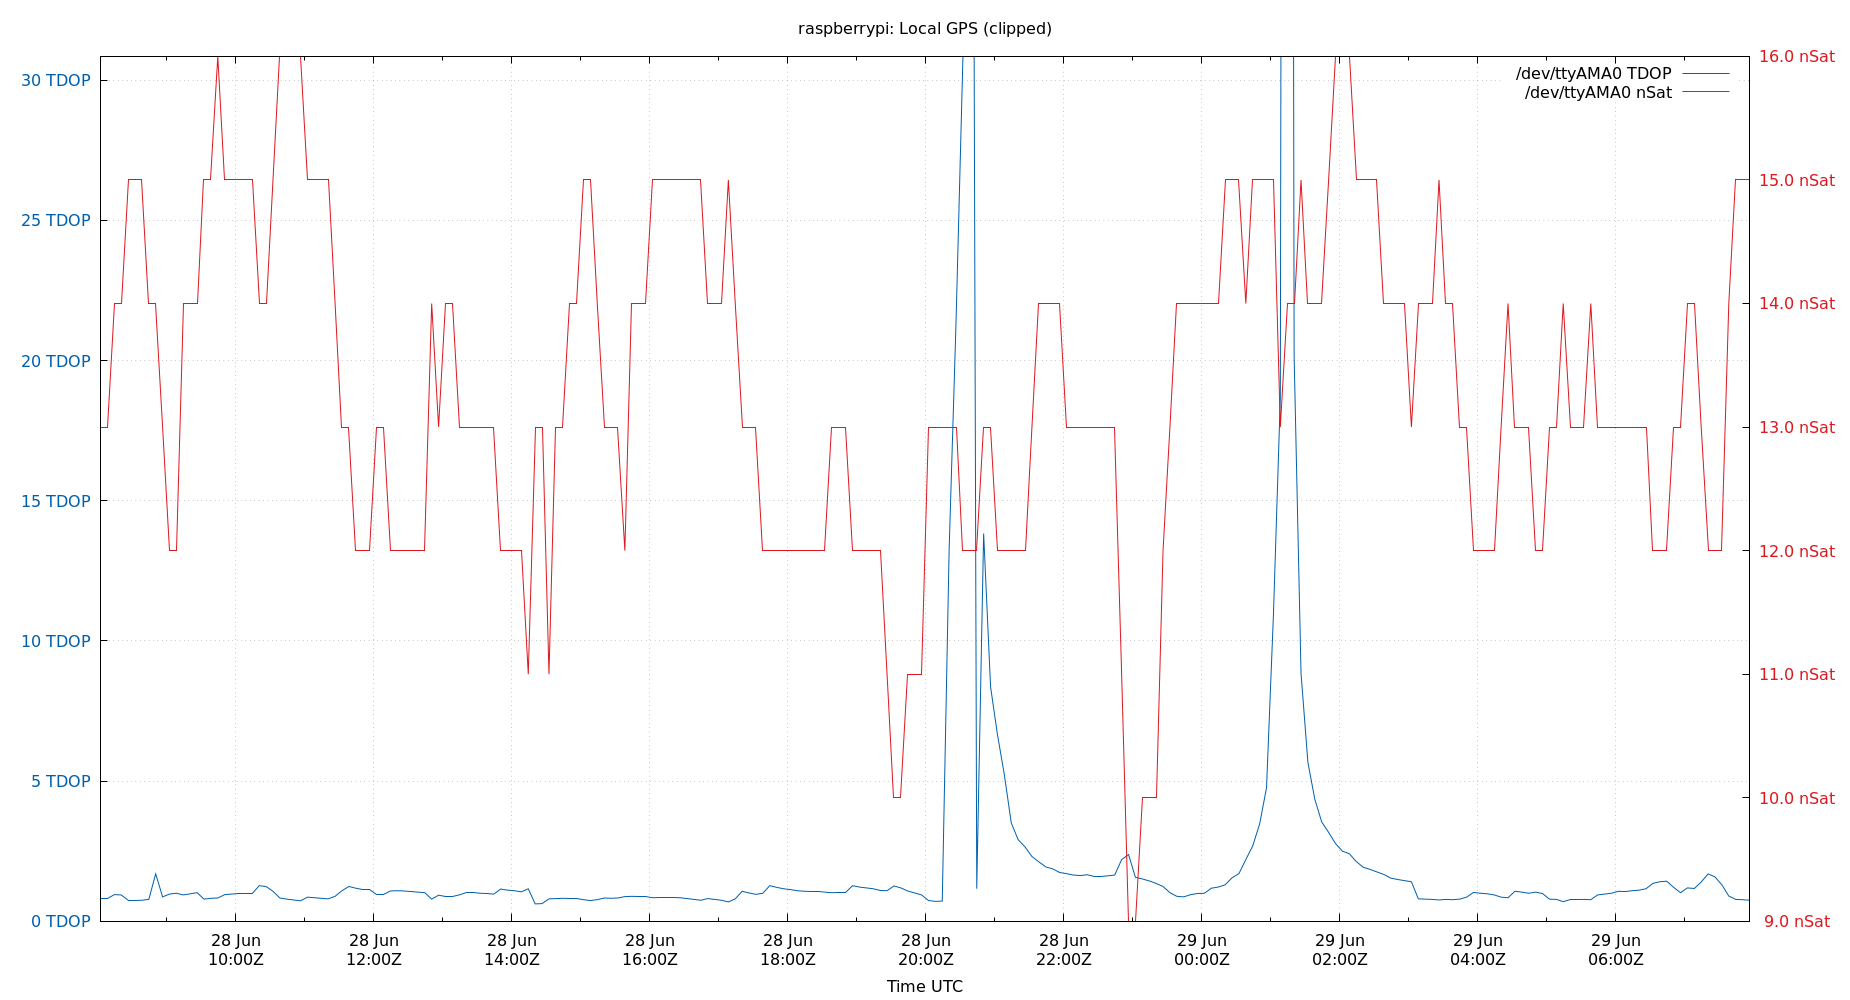 raspberrypi: Local GPS (clipped)
/dev/ttyAMA0 TDOP
/dev/ttyAMA0 nSat
30 TDOP
25 TDOP
20 TDOP
15 TDOP
10 TDOP
5 TDOP
0 TDOP
16.0 nSat
15.0 nSat
14.0 nSat
13.0 nSat
12.0 nSat
11.0 nSat
10.0 nSat
9.0 nSat
28 Jun
10:00Z
28 Jun
12:00Z
28 Jun
14:00Z
28 Jun
16:00Z
28 Jun
18:00Z
28 Jun
20:00Z
28 Jun
22:00Z
29 Jun
00:00Z
29 Jun
02:00Z
29 Jun
04:00Z
29 Jun
06:00Z
Time UTC